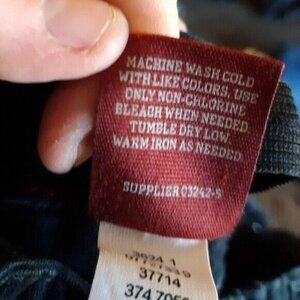 MACHINE WASH COLD
WITH LIKE COLORS. USE
ONLY NON-CHLORINE
BLEACH WHEN NEEDED.
TUMBLE DRY LOW.
WARM IRON AS NEEDED.
SUPPLIER 03242-S
37714